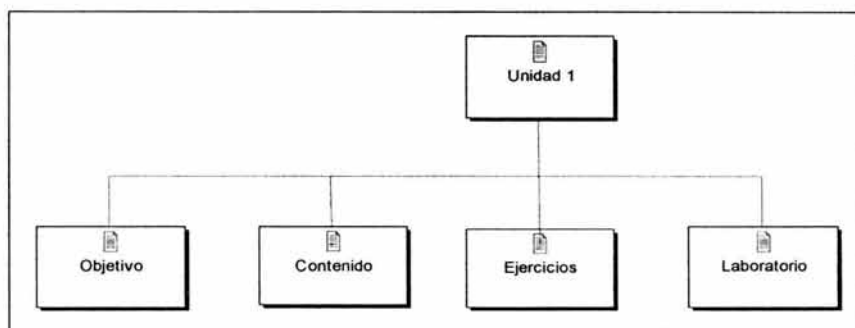 Unidad 1
Objetivo
Contenido
Ejercicios
Laboratorio